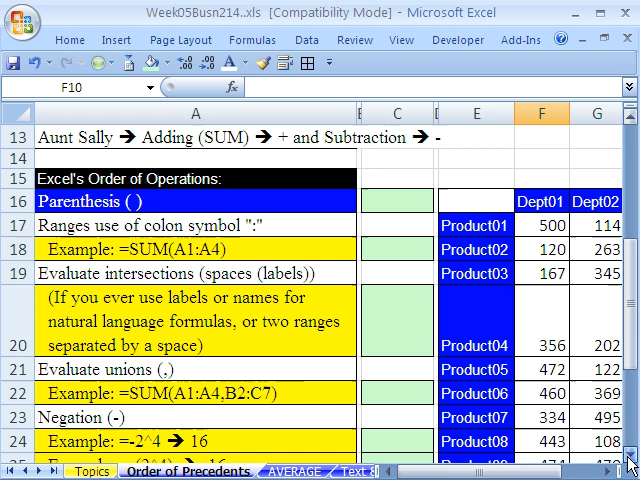 Week05Busn214..xls [Compatibility Mode] - Microsoft Excel
Home Insert Page Layout Formulas Data Review View Developer Add-Ins
F10 fx
A B C D E F G
13 Aunt Sally 🡺 Adding (SUM) 🡺 + and Subtraction 🡺 -
14
15 Excel's Order of Operations:
16 Parenthesis ( ) Dept01 Dept02
17 Ranges use of colon symbol ":" Product01 500 114
18 Example: =SUM(A1:A4) Product02 120 263
19 Evaluate intersections (spaces (labels)) Product03 167 345
(If you ever use labels or names for
natural language formulas, or two ranges
20 separated by a space) Product04 356 202
21 Evaluate unions (,) Product05 472 122
22 Example: =SUM(A1:A4,B2:C7) Product06 460 369
23 Negation (-) Product07 334 495
24 Example: =-2^4 🡺 16 Product08 443 108
Topics Order of Precedents AVERAGE Text